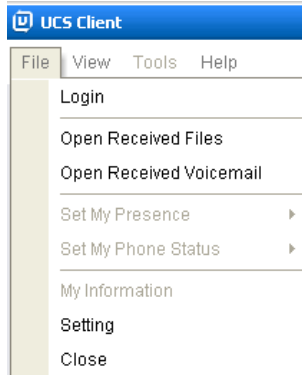 UCS Client
File View Tools Help
Login
Open Received Files
Open Received Voicemail
Set My Presence
Set My Phone Status
My Information
Setting
Close